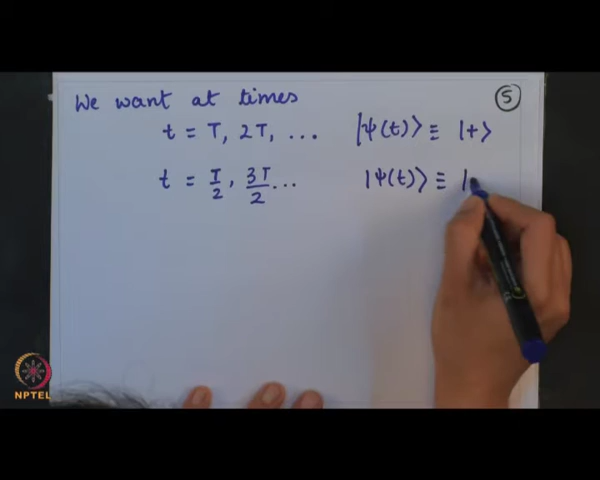 We want at times
⑤
t = T, 2T, ... |ψ(t)⟩ ≡ |+⟩
t = T/2, 3T/2 ... |ψ(t)⟩ ≡ |
NPTEL